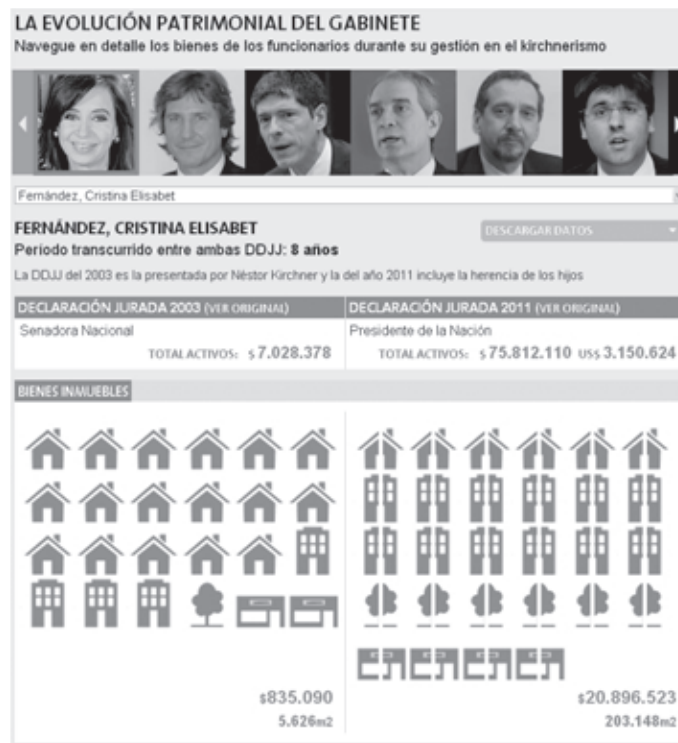 LA EVOLUCIÓN PATRIMONIAL DEL GABINETE
Navegue en detalle los bienes de los funcionarios durante su gestión en el kirchnerismo
Fernández, Cristina Elisabet
FERNÁNDEZ, CRISTINA ELISABET
DESCARGAR DATOS
Período transcurrido entre ambas DDJJ: 8 años
La DDJJ del 2003 es la presentada por Néstor Kirchner y la del año 2011 incluye la herencia de los hijos
DECLARACIÓN JURADA 2003 (VER ORIGINAL)
Senadora Nacional
TOTAL ACTIVOS: $ 7.028.378
DECLARACIÓN JURADA 2011 (VER ORIGINAL)
Presidente de la Nación
TOTAL ACTIVOS: $ 75.812.110 US$ 3.150.624
BIENES INMUEBLES
$835.090
5.626m2
$20.896.523
203.148m2